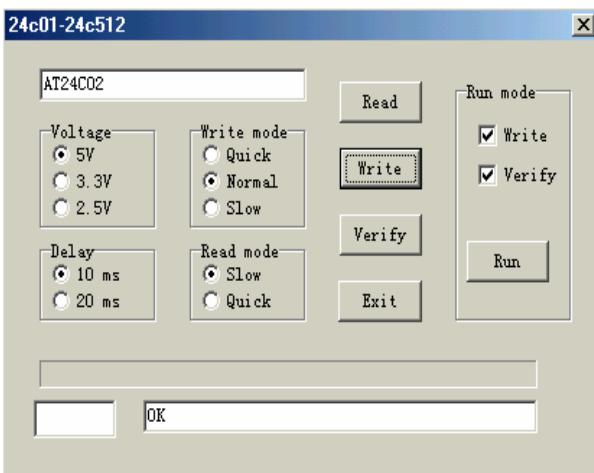 24c01-24c512
AT24C02
Read
Run mode
Voltage
Write mode
5V
Quick
Write
Write
3.3V
Normal
Verify
2.5V
Slow
Verify
Delay
Read mode
10 ms
Slow
Run
20 ms
Quick
Exit
OK